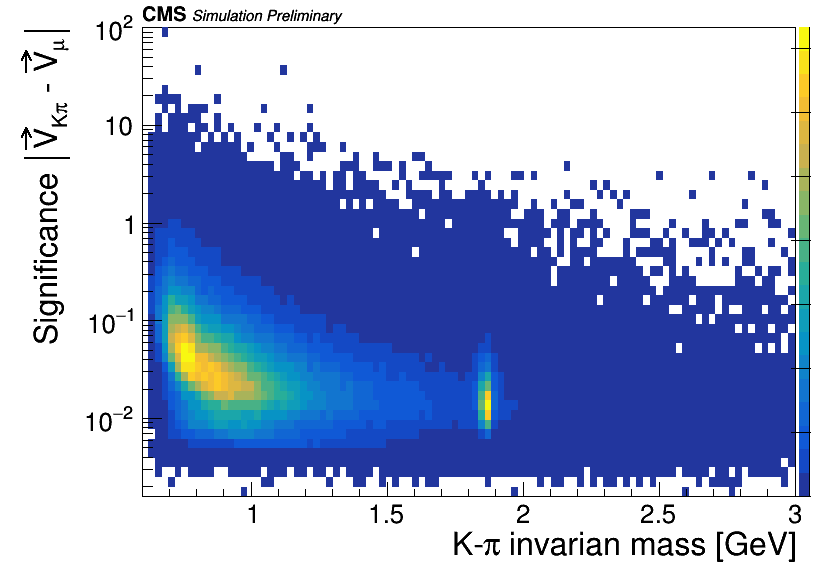 CMS Simulation Preliminary
Significance |V⃗Kπ - V⃗μ|
10²
10
1
10⁻¹
10⁻²
1 1.5 2 2.5 3
K-π invarian mass [GeV]